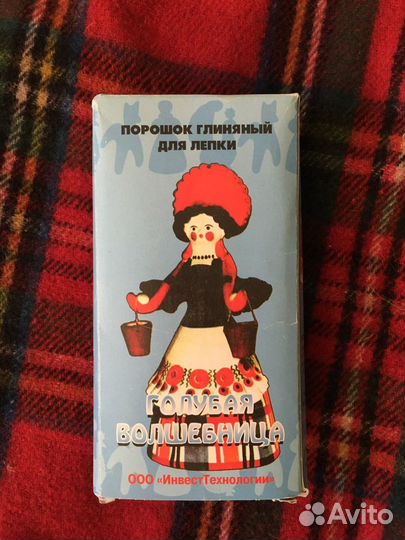 ПОРОШОК ГЛИНЯНЫЙ
ДЛЯ ЛЕПКИ
ГОЛУБАЯ
ВОЛШЕБНИЦА
ООО «ИнвестТехнологии»
Avito